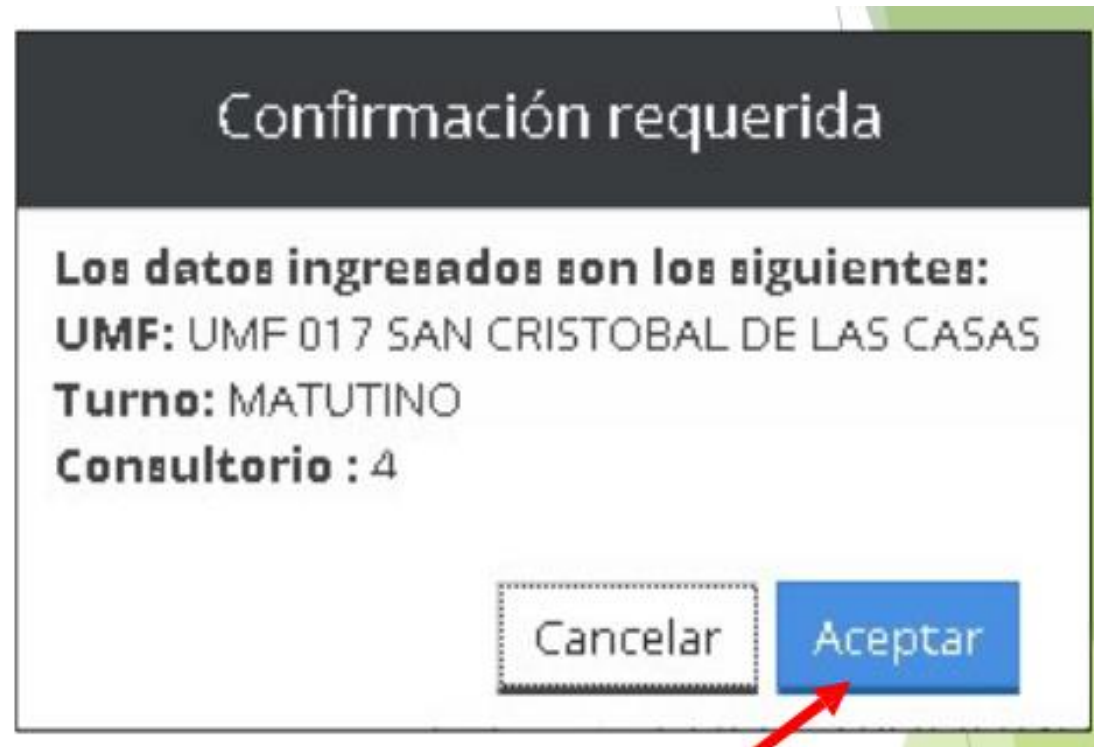 Confirmación requerida
Los datos ingresados son los siguientes:
UMF: UMF 017 SAN CRISTOBAL DE LAS CASAS
Turno: MATUTINO
Consultorio : 4
Cancelar Aceptar